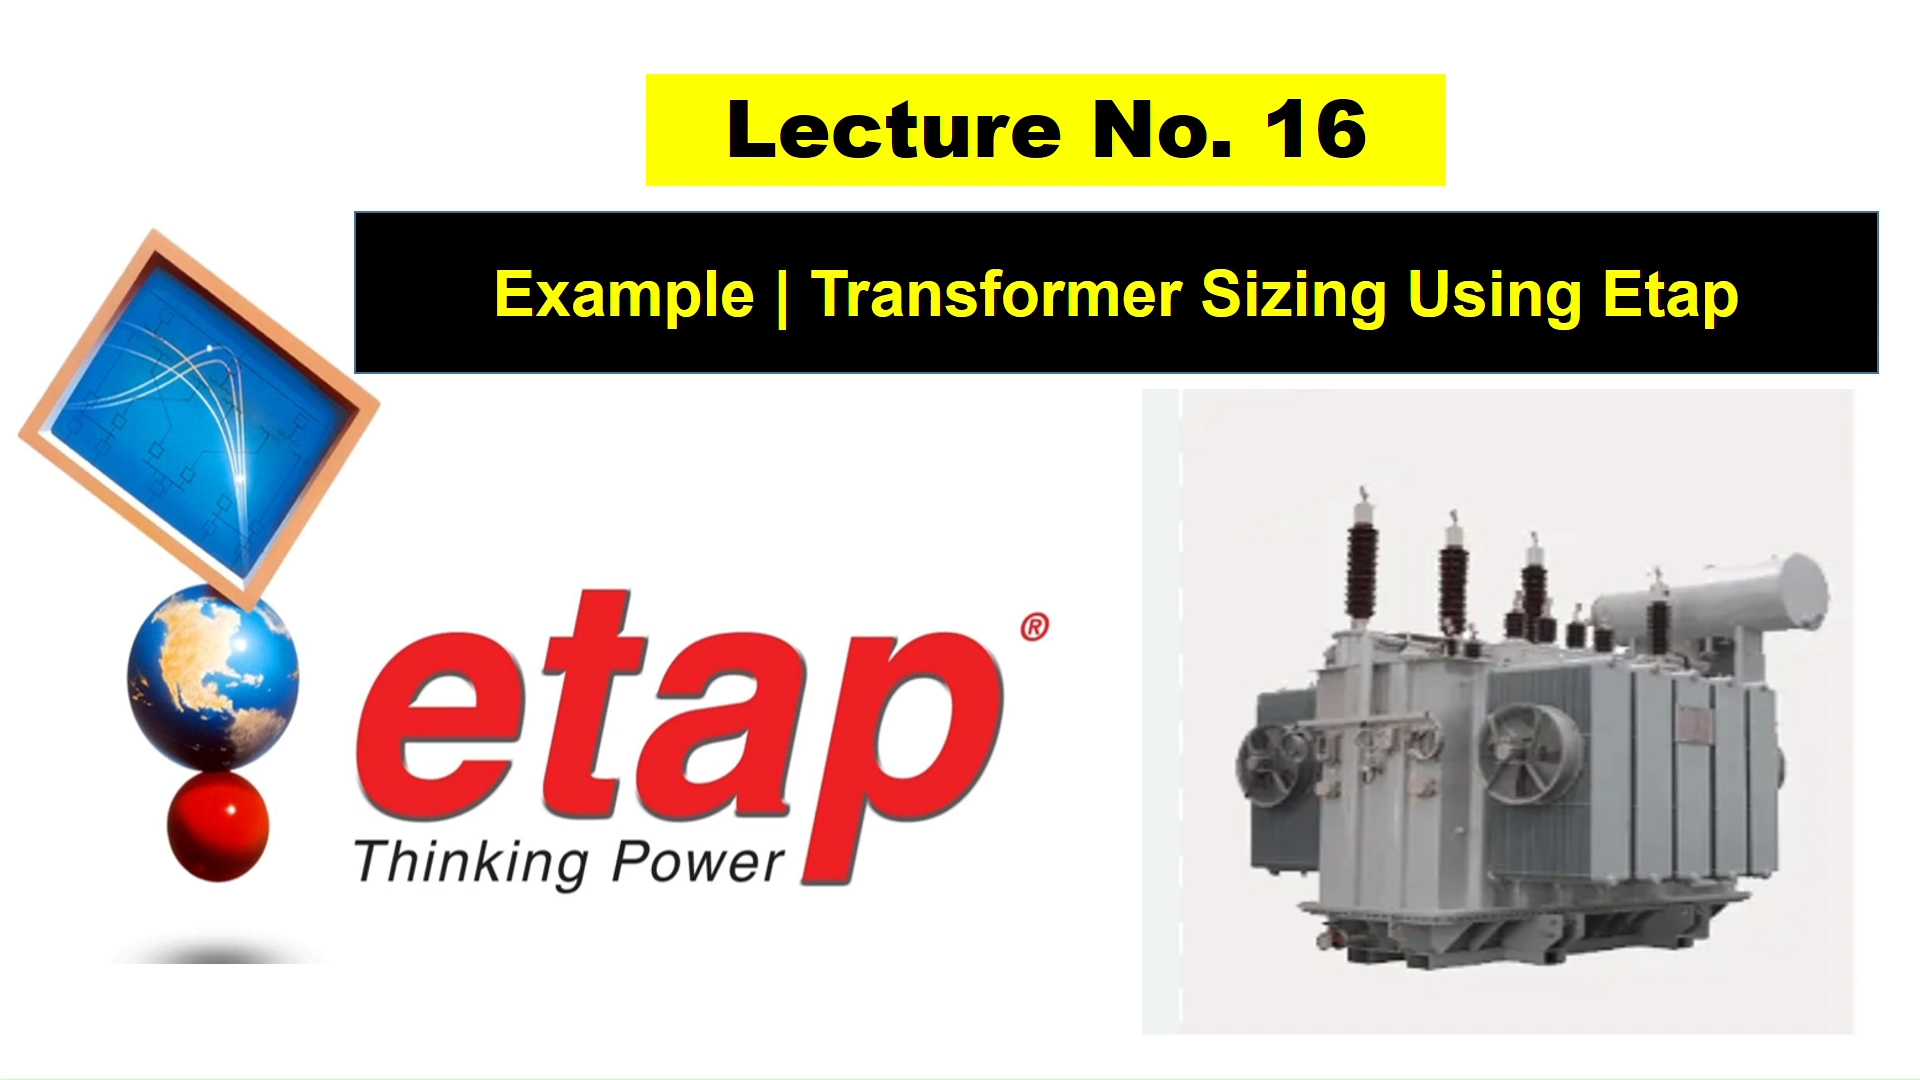 Lecture No. 16
Example | Transformer Sizing Using Etap
etap®
Thinking Power